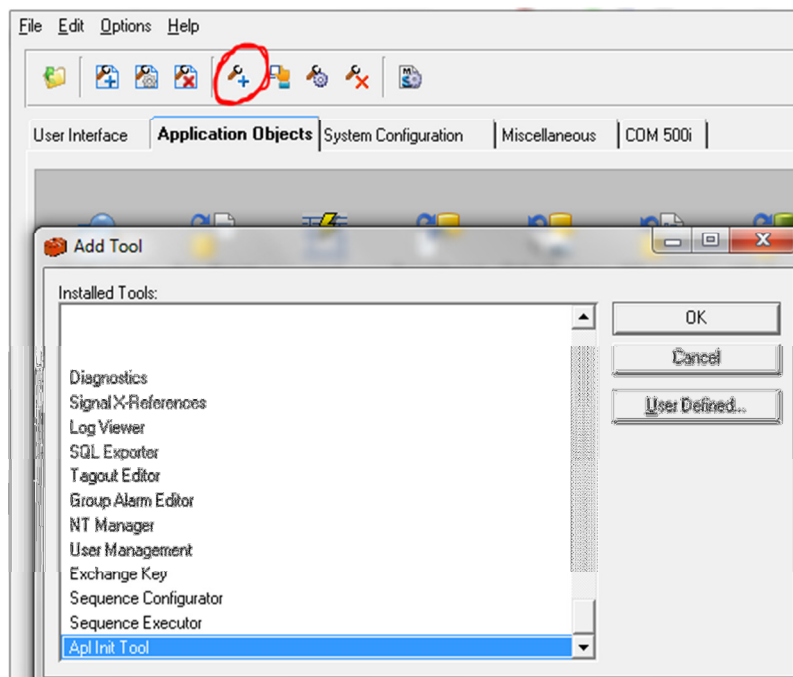 File Edit Options Help
User Interface Application Objects System Configuration Miscellaneous COM 500i
Add Tool
Installed Tools:
OK
Cancel
User Defined...
Diagnostics
Signal X-References
Log Viewer
SQL Exporter
Tagout Editor
Group Alarm Editor
NT Manager
User Management
Exchange Key
Sequence Configurator
Sequence Executor
Apl Init Tool